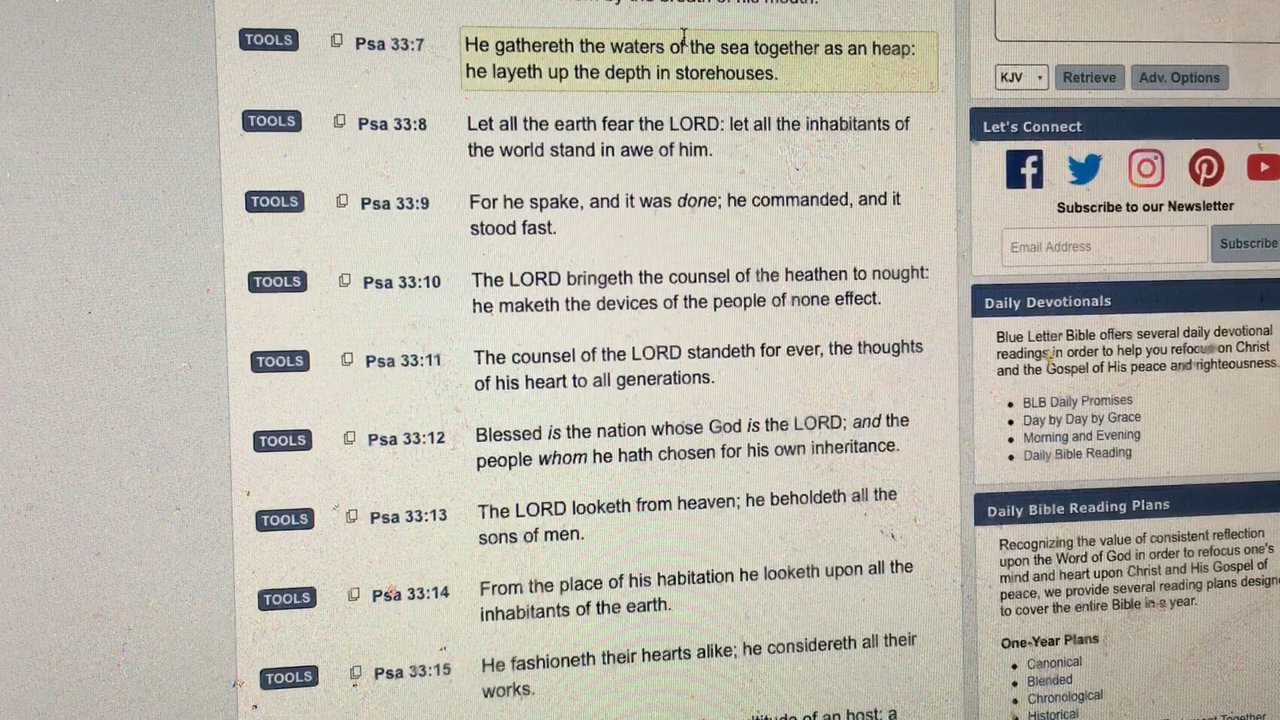 TOOLS Psa 33:7 He gathereth the waters of the sea together as an heap:
he layeth up the depth in storehouses.
TOOLS Psa 33:8 Let all the earth fear the LORD: let all the inhabitants of
the world stand in awe of him.
TOOLS Psa 33:9 For he spake, and it was done; he commanded, and it
stood fast.
TOOLS Psa 33:10 The LORD bringeth the counsel of the heathen to nought:
he maketh the devices of the people of none effect.
TOOLS Psa 33:11 The counsel of the LORD standeth for ever, the thoughts
of his heart to all generations.
TOOLS Psa 33:12 Blessed is the nation whose God is the LORD; and the
people whom he hath chosen for his own inheritance.
TOOLS Psa 33:13 The LORD looketh from heaven; he beholdeth all the
sons of men.
TOOLS Psa 33:14 From the place of his habitation he looketh upon all the
inhabitants of the earth.
TOOLS Psa 33:15 He fashioneth their hearts alike; he considereth all their
works.
of an host: a
KJV Retrieve Adv. Options
Let's Connect
Subscribe to our Newsletter
Email Address Subscribe
Daily Devotionals
Blue Letter Bible offers several daily devotional
readings in order to help you refocus on Christ
and the Gospel of His peace and righteousness.
BLB Daily Promises
Day by Day by Grace
Morning and Evening
Daily Bible Reading
Daily Bible Reading Plans
Recognizing the value of consistent reflection
upon the Word of God in order to refocus one's
mind and heart upon Christ and His Gospel of
peace, we provide several reading plans design
to cover the entire Bible in a year.
One-Year Plans
Canonical
Blended
Chronological
Historical
Together